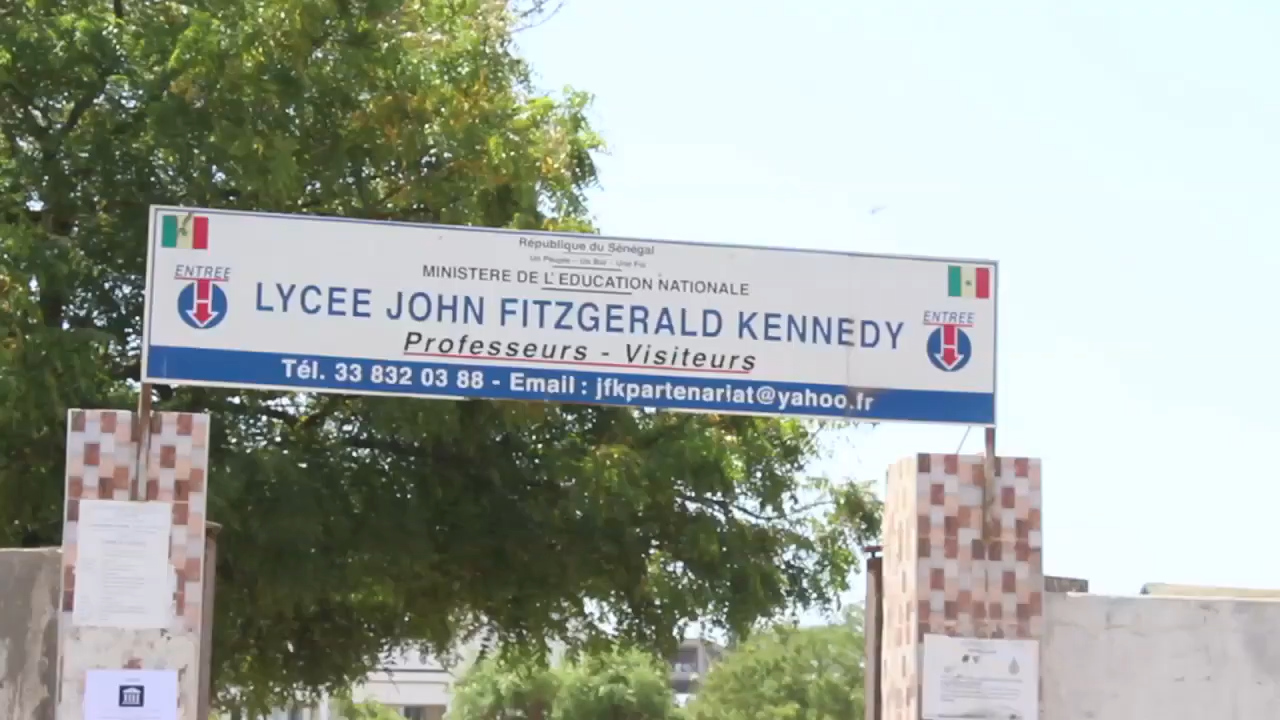 République du Sénégal
Un Peuple - Un But - Une Foi
MINISTERE DE L'EDUCATION NATIONALE
ENTREE
LYCEE JOHN FITZGERALD KENNEDY
ENTREE
Professeurs - Visiteurs
Tél. 33 832 03 88 - Email : jfkpartenariat@yahoo.fr